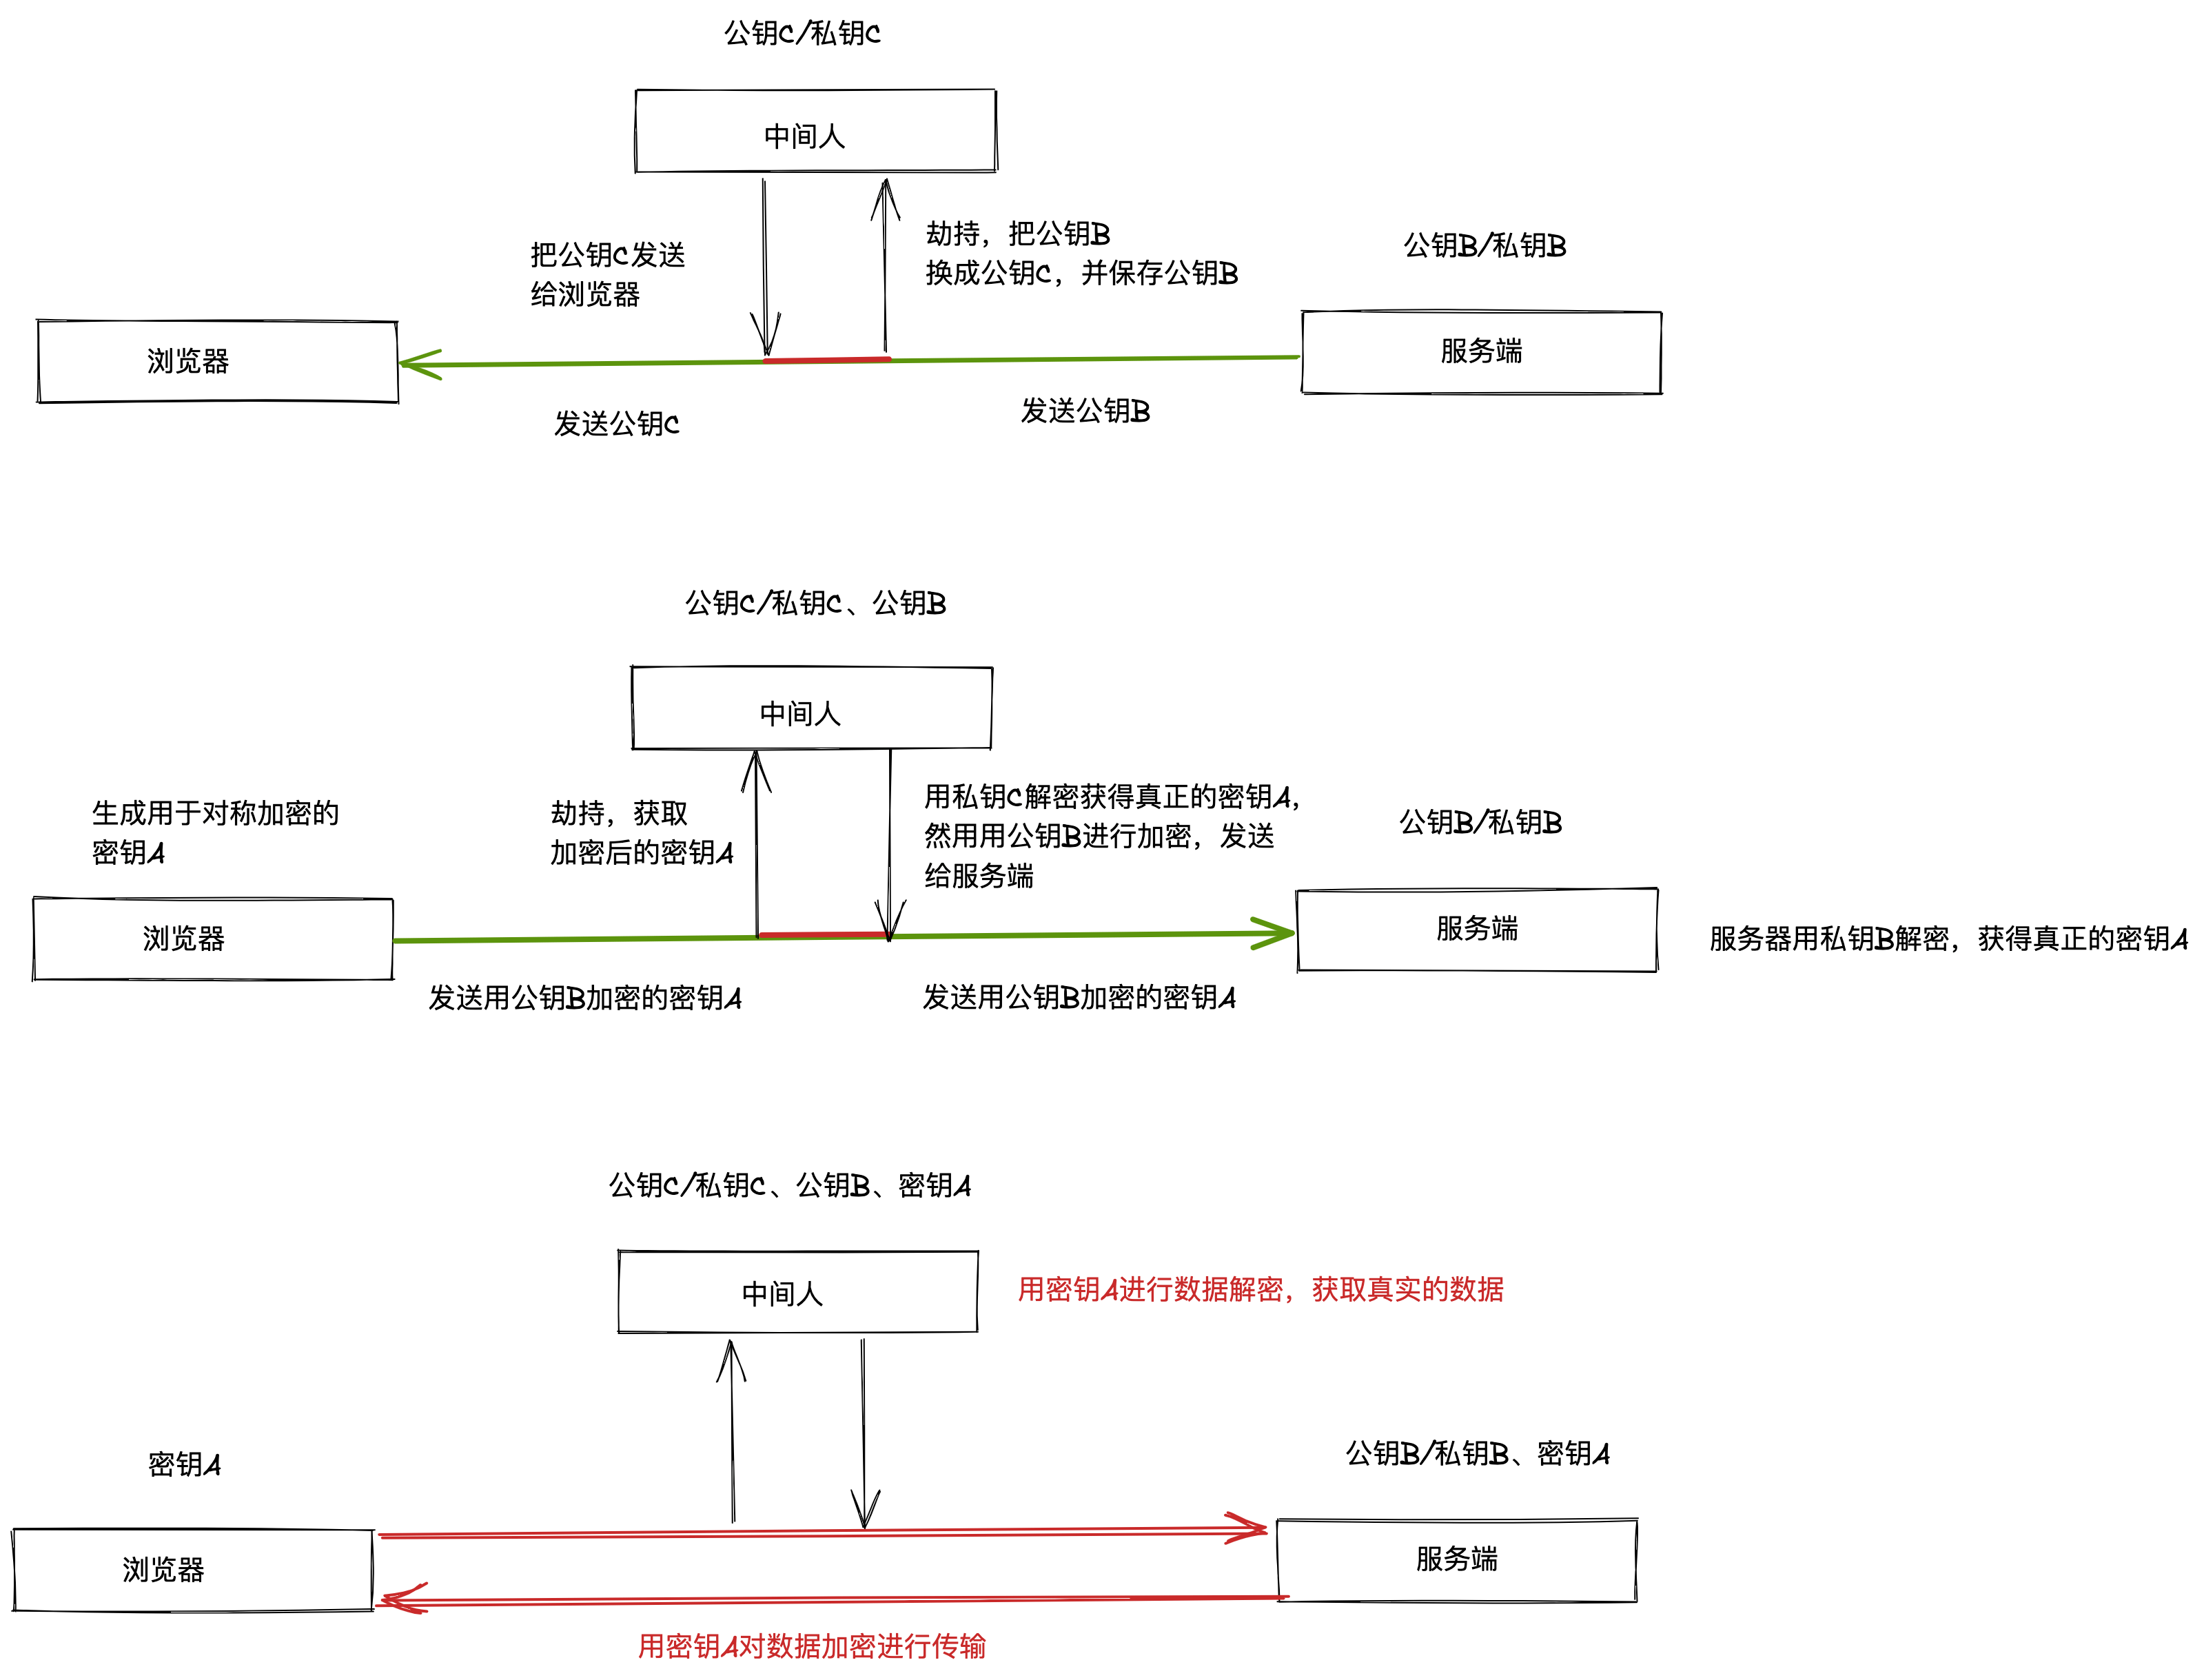 公钥C/私钥C
中间人
把公钥C发送
给浏览器
劫持，把公钥B
换成公钥C，并保存公钥B
公钥B/私钥B
浏览器
服务端
发送公钥C
发送公钥B
公钥C/私钥C、公钥B
中间人
生成用于对称加密的
密钥A
劫持，获取
加密后的密钥A
用私钥C解密获得真正的密钥A，
然用用公钥B进行加密，发送
给服务端
公钥B/私钥B
浏览器
服务端
服务器用私钥B解密，获得真正的密钥A
发送用公钥B加密的密钥A
发送用公钥B加密的密钥A
公钥C/私钥C、公钥B、密钥A
中间人
用密钥A进行数据解密，获取真实的数据
密钥A
公钥B/私钥B、密钥A
浏览器
服务端
用密钥A对数据加密进行传输